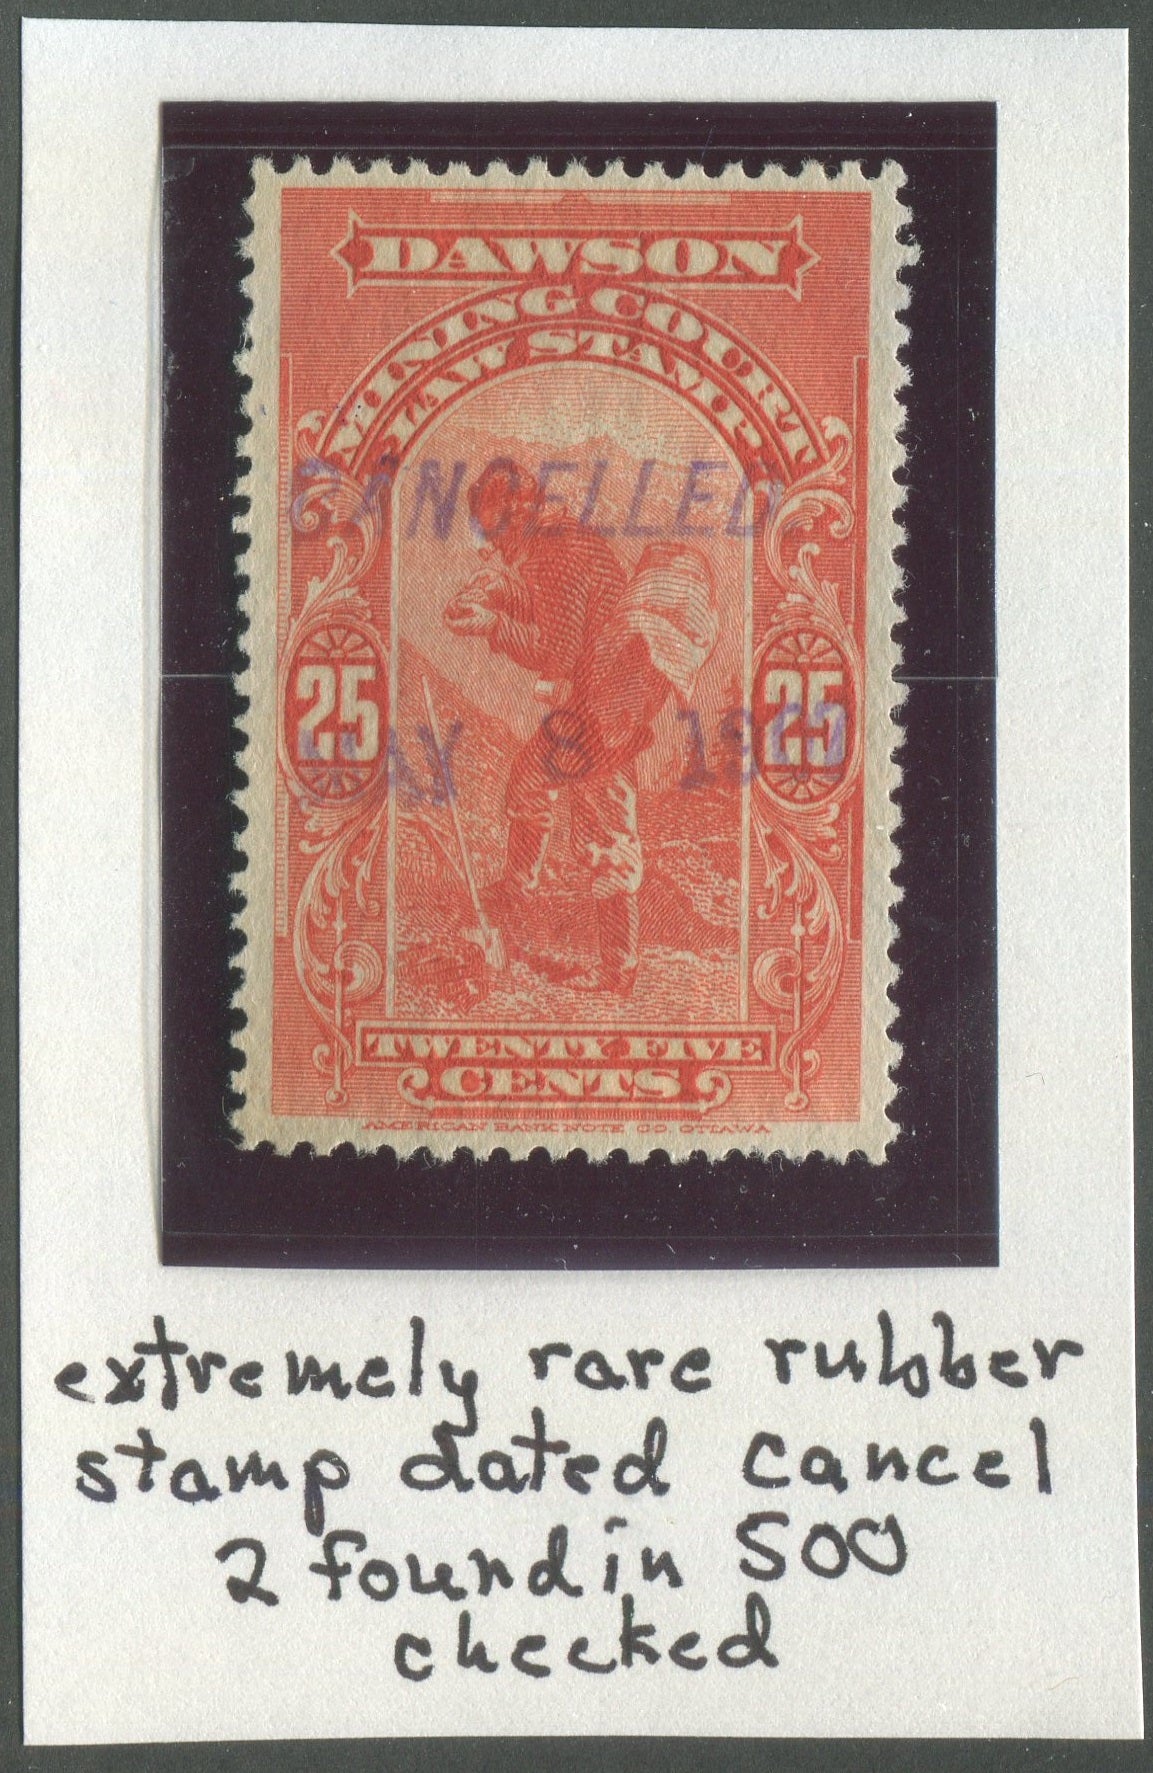 DAWSON
MINING COURT
LAW STAMP
CANCELLED
25 25
8
TWENTY FIVE
CENTS
AMERICAN BANK NOTE CO. OTTAWA
extremely rare rubber
stamp dated cancel
2 found in 500
checked